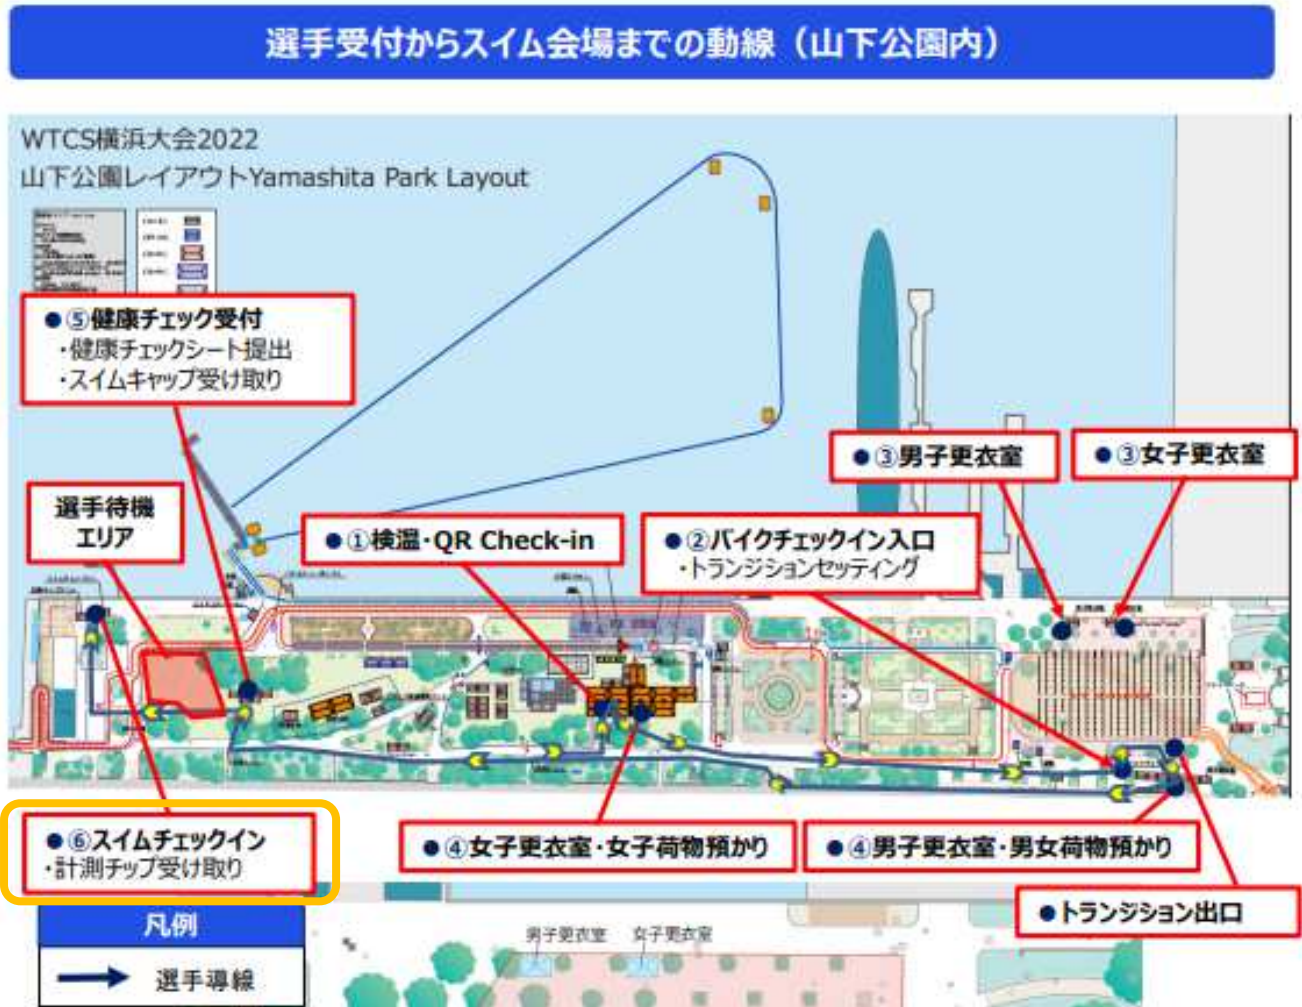 選手受付からスイム会場までの動線（山下公園内）
WTCS横浜大会2022
山下公園レイアウトYamashita Park Layout
●⑤健康チェック受付
・健康チェックシート提出
・スイムキャップ受け取り
選手待機
エリア
●①検温・QR Check-in
●②バイクチェックイン入口
・トランジションセッティング
●③男子更衣室
●③女子更衣室
●⑥スイムチェックイン
・計測チップ受け取り
●④女子更衣室・女子荷物預かり
●④男子更衣室・男女荷物預かり
●トランジション出口
凡例
選手導線
男子更衣室
女子更衣室